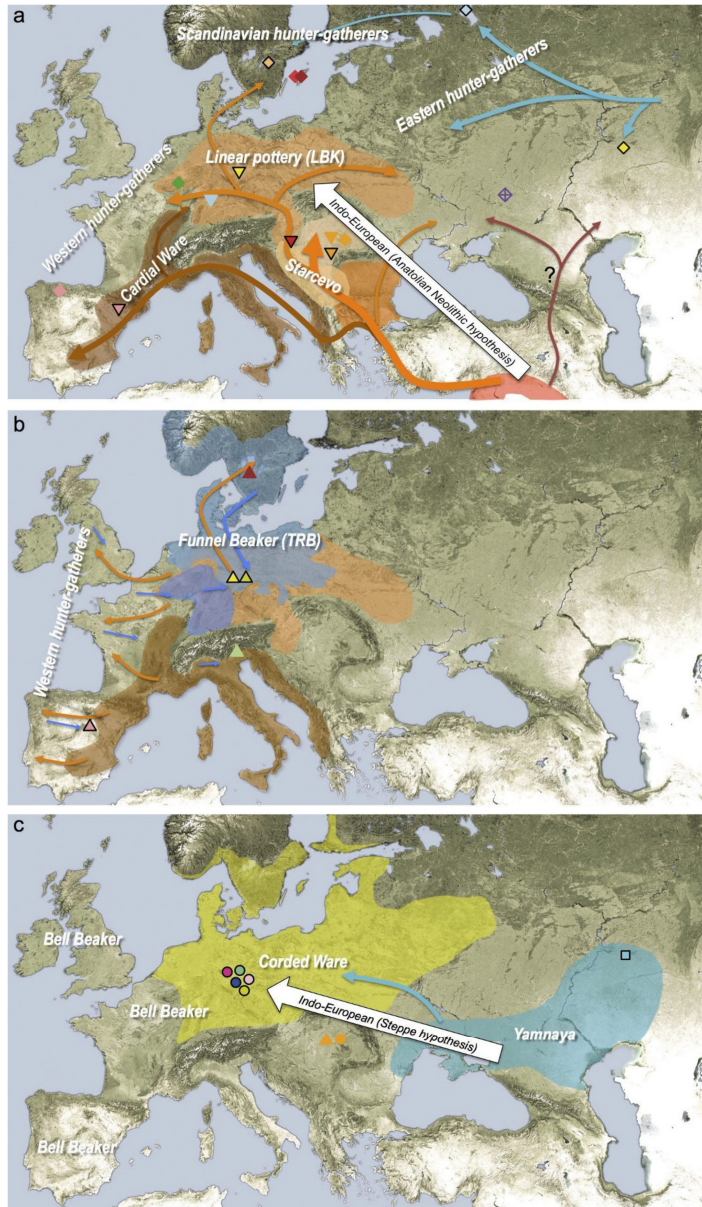 a
Scandinavian hunter-gatherers
Eastern hunter-gatherers
Linear pottery (LBK)
Western hunter-gatherers
Indo-European (Anatolian Neolithic hypothesis)
Cardial Ware
Starcevo
?
b
Funnel Beaker (TRB)
Western hunter-gatherers
c
Bell Beaker
Corded Ware
Bell Beaker
Indo-European (Steppe hypothesis)
Yamnaya
Bell Beaker